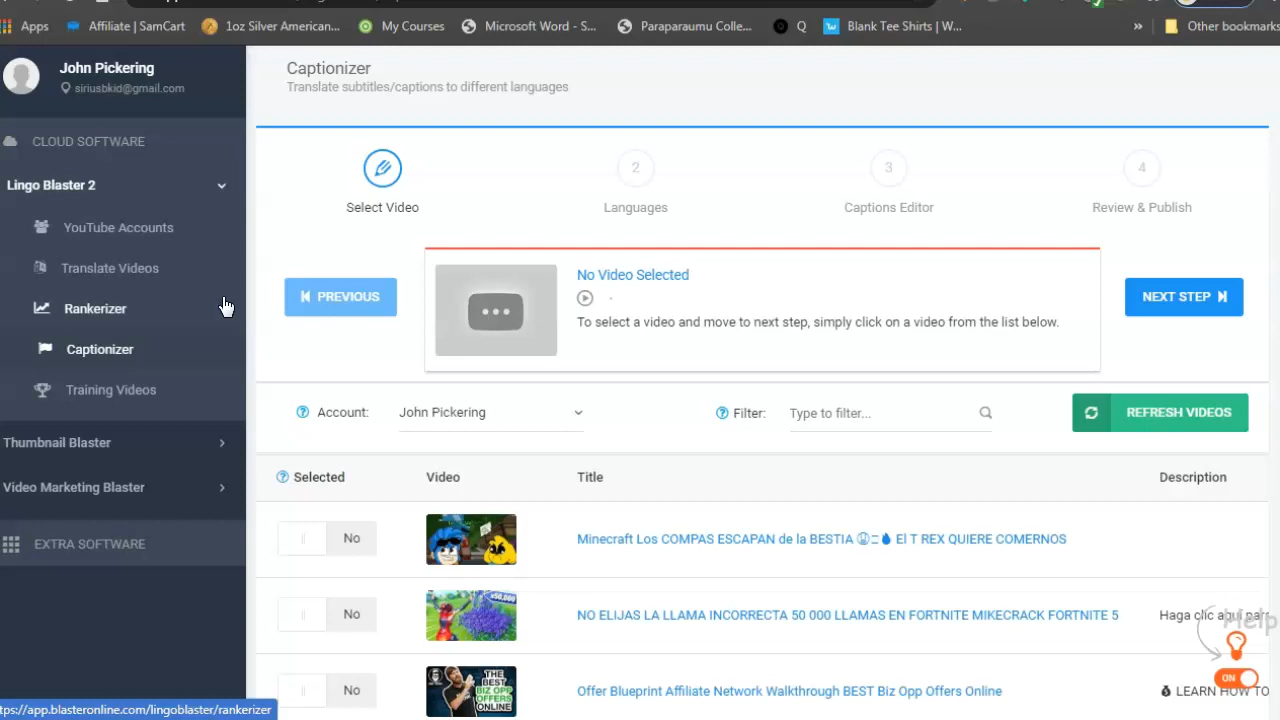 Apps Affiliate | SamCart 1oz Silver American... My Courses Microsoft Word - S... Paraparaumu Colle... Q Blank Tee Shirts | W... » Other bookmarks
John Pickering
siriusbkid@gmail.com
Captionizer
Translate subtitles/captions to different languages
CLOUD SOFTWARE
Lingo Blaster 2
YouTube Accounts
Translate Videos
Rankerizer
Captionizer
Training Videos
Thumbnail Blaster
Video Marketing Blaster
EXTRA SOFTWARE
2 3 4
Select Video Languages Captions Editor Review & Publish
PREVIOUS
No Video Selected
To select a video and move to next step, simply click on a video from the list below.
NEXT STEP
Account: John Pickering Filter: Type to filter... REFRESH VIDEOS
Selected Video Title Description
No Minecraft Los COMPAS ESCAPAN de la BESTIA El T REX QUIERE COMERNOS
No NO ELIJAS LA LLAMA INCORRECTA 50 000 LLAMAS EN FORTNITE MIKECRACK FORTNITE 5 Haga clic aquí par
Help
No THE BEST BIZ OPP OFFERS ONLINE Offer Blueprint Affiliate Network Walkthrough BEST Biz Opp Offers Online LEARN HOW TO
ON
tps://app.blasteronline.com/lingoblaster/rankerizer